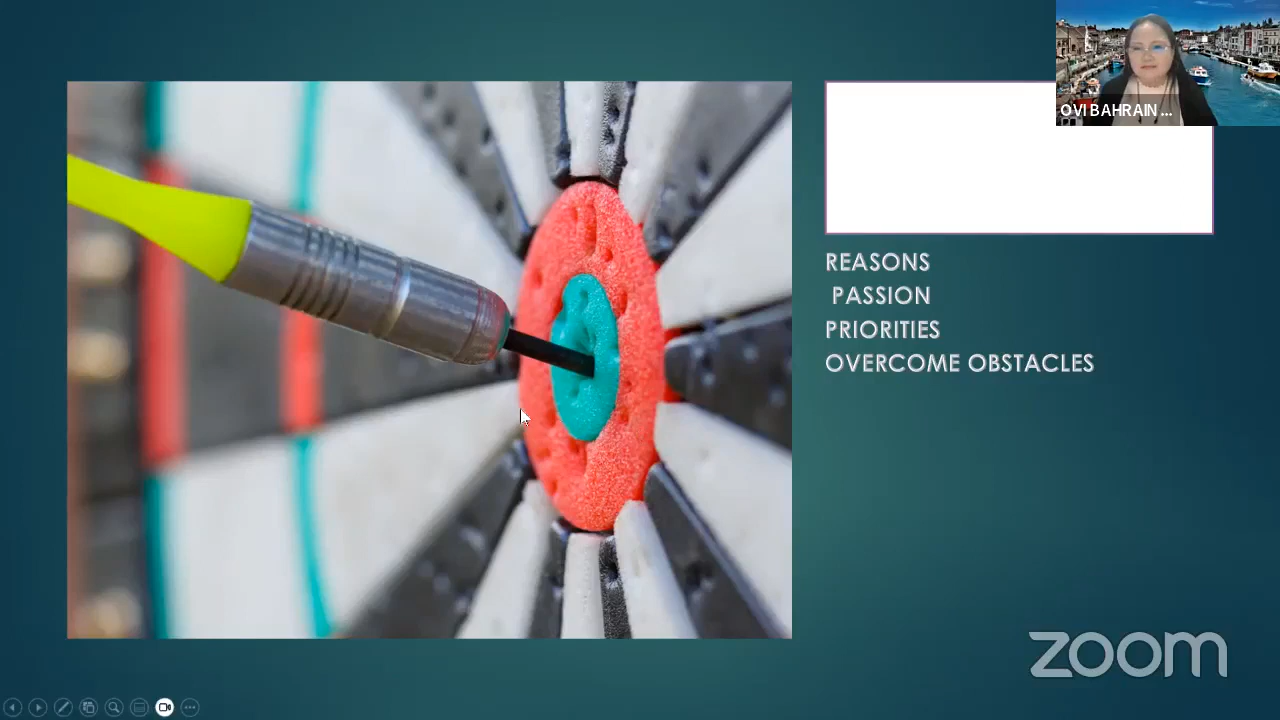 OVI BAHRAIN ...
REASONS
PASSION
PRIORITIES
OVERCOME OBSTACLES
zoom